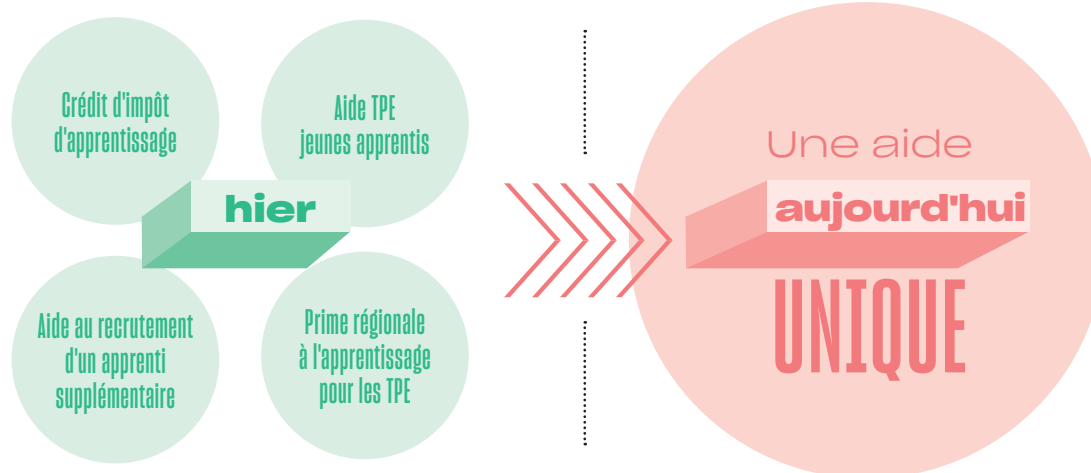 Crédit d'impôt
d'apprentissage
Aide TPE
jeunes apprentis
hier
Aide au recrutement
d'un apprenti
supplémentaire
Prime régionale
à l'apprentissage
pour les TPE
Une aide
aujourd'hui
UNIQUE